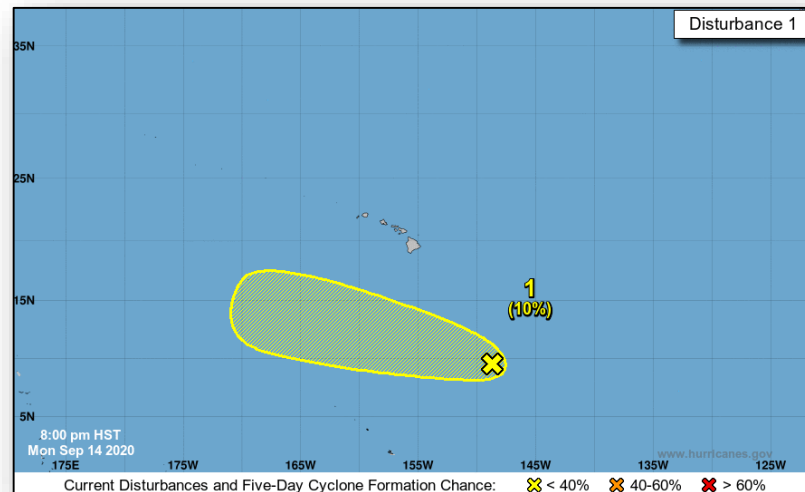 Disturbance 1
35N
25N
1
(10%)
15N
5N
8:00 pm HST
Mon Sep 14 2020
www.hurricanes.gov
175E 175W 165W 155W 145W 135W 125W
Current Disturbances and Five-Day Cyclone Formation Chance: < 40% 40-60% > 60%